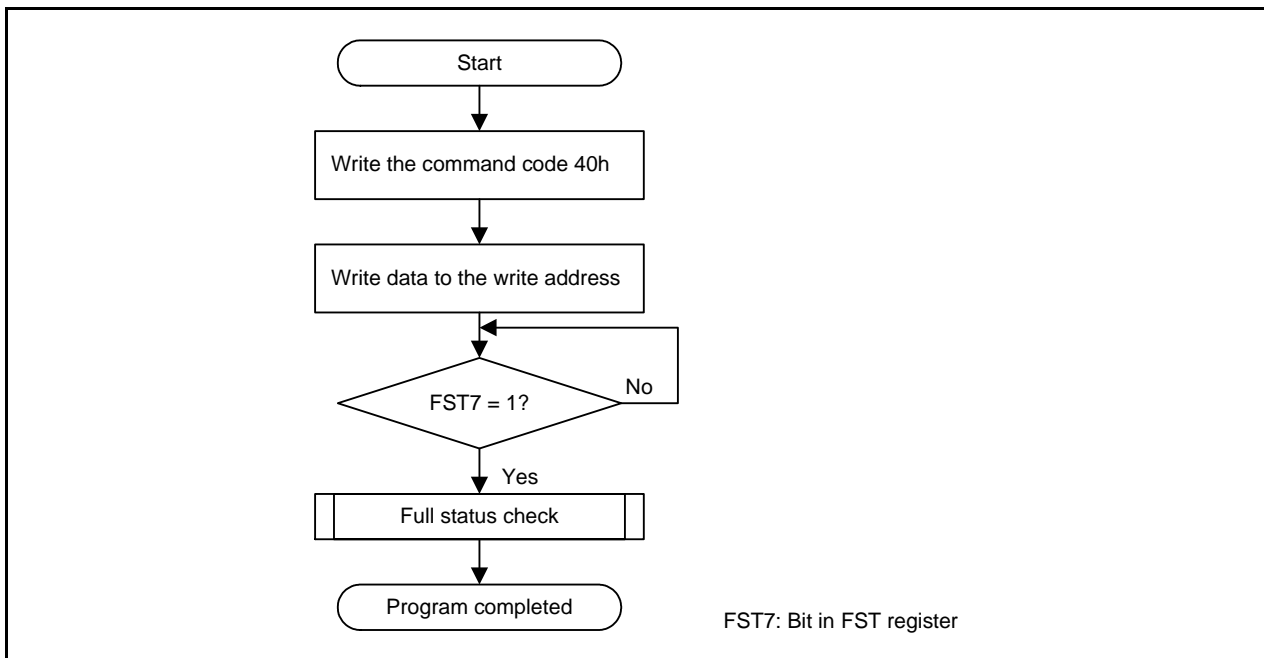 Start
Write the command code 40h
Write data to the write address
FST7 = 1?
No
Yes
Full status check
Program completed
FST7: Bit in FST register